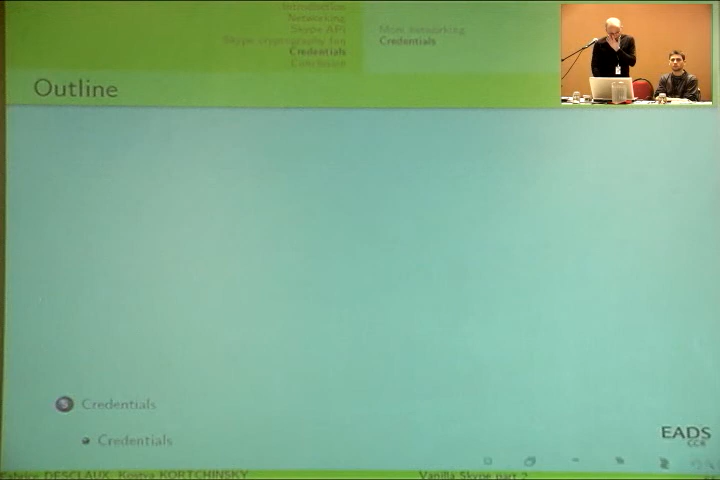 Introduction
Networking
Skype API
Skype cryptography fun
Credentials
Conclusion
More networking
Credentials
Outline
5 Credentials
Credentials
EADS
CCR
Fabrice DESCLAUX, Kostya KORTCHINSKY
Vanilla Skype part 2